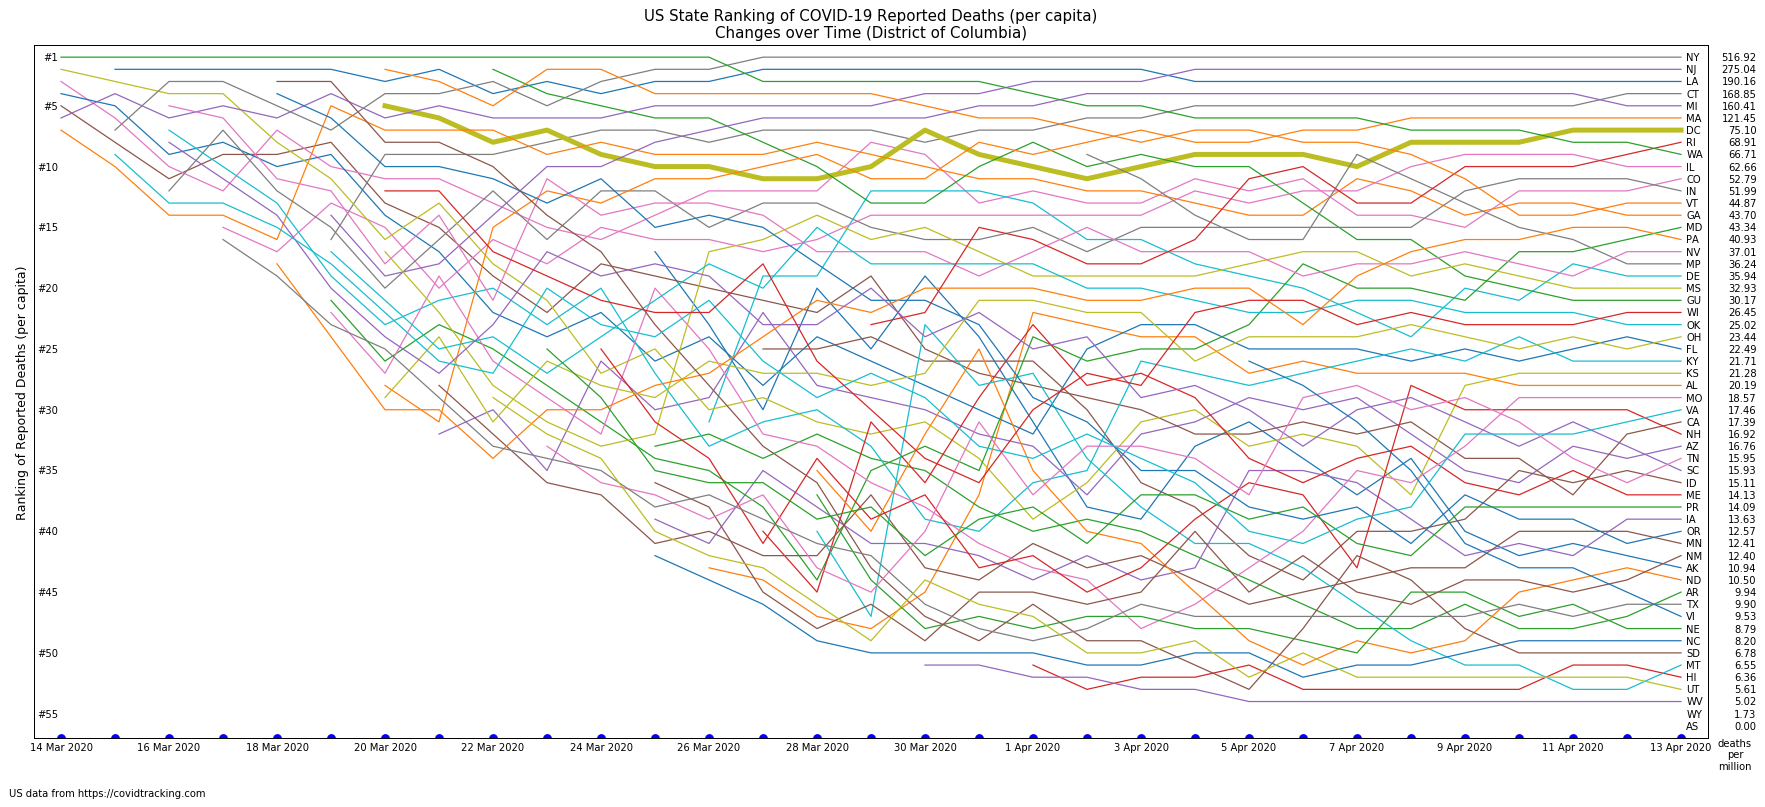 US State Ranking of COVID-19 Reported Deaths (per capita)
Changes over Time (District of Columbia)
Ranking of Reported Deaths (per capita)
#1
#5
#10
#15
#20
#25
#30
#35
#40
#45
#50
#55
NY 516.92
NJ 275.04
LA 190.16
CT 168.85
MI 160.41
MA 121.45
DC 75.10
RI 68.91
WA 66.71
IL 62.66
CO 52.79
IN 51.99
VT 44.87
GA 43.70
MD 43.34
PA 40.93
NV 37.01
MP 36.24
DE 35.94
MS 32.93
GU 30.17
WI 26.45
OK 25.02
OH 23.44
FL 22.49
KY 21.71
KS 21.28
AL 20.19
MO 18.57
VA 17.46
CA 17.39
NH 16.92
AZ 16.76
TN 15.95
SC 15.93
ID 15.11
ME 14.13
PR 14.09
IA 13.63
OR 12.57
MN 12.41
NM 12.40
AK 10.94
ND 10.50
AR 9.94
TX 9.90
VI 9.53
NE 8.79
NC 8.20
SD 6.78
MT 6.55
HI 6.36
UT 5.61
WV 5.02
WY 1.73
AS 0.00
14 Mar 2020 16 Mar 2020 18 Mar 2020 20 Mar 2020 22 Mar 2020 24 Mar 2020 26 Mar 2020 28 Mar 2020 30 Mar 2020 1 Apr 2020 3 Apr 2020 5 Apr 2020 7 Apr 2020 9 Apr 2020 11 Apr 2020 13 Apr 2020
deaths
per
million
US data from https://covidtracking.com